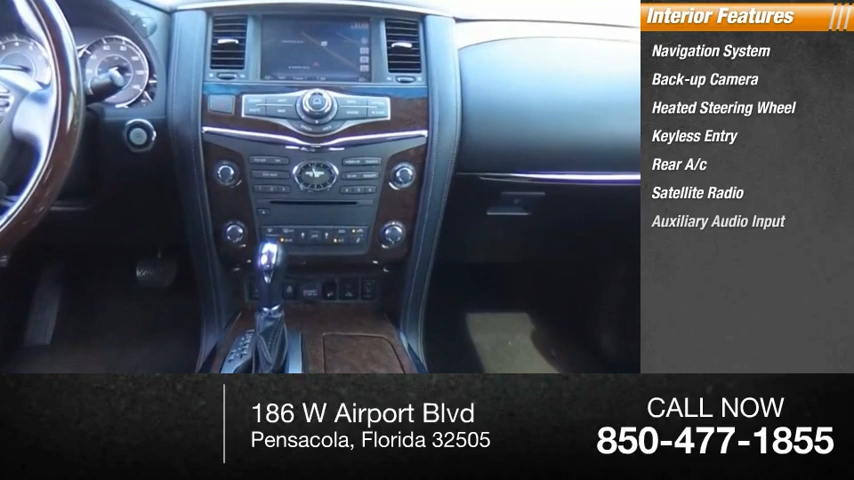 Interior Features
Navigation System
Back-up Camera
Heated Steering Wheel
Keyless Entry
Rear A/c
Satellite Radio
Auxiliary Audio Input
186 W Airport Blvd
Pensacola, Florida 32505
CALL NOW
850-477-1855